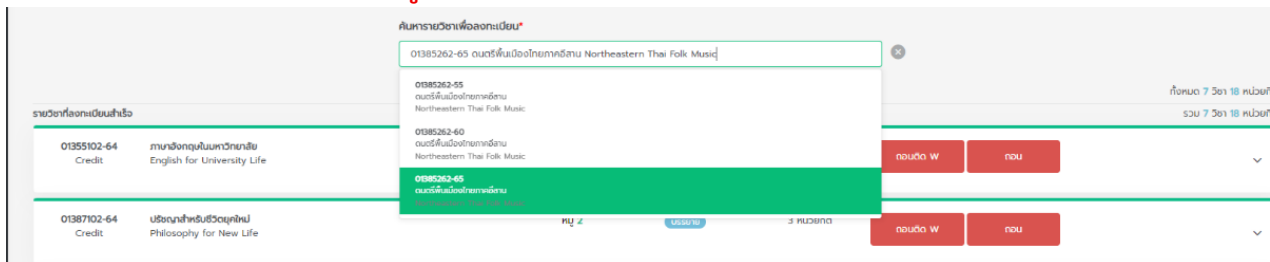 ค้นหารายวิชาเพื่อลงทะเบียน*
01385262-65 ดนตรีพื้นเมืองไทยภาคอีสาน Northeastern Thai Folk Music
01385262-55
ดนตรีพื้นเมืองไทยภาคอีสาน
Northeastern Thai Folk Music
01385262-60
ดนตรีพื้นเมืองไทยภาคอีสาน
Northeastern Thai Folk Music
01385262-65
ดนตรีพื้นเมืองไทยภาคอีสาน
Northeastern Thai Folk Music
ทั้งหมด 7 วิชา 18 หน่วยกิ
รายวิชาที่ลงทะเบียนสำเร็จ
รวม 7 วิชา 18 หน่วยกิ
01355102-64 ภาษาอังกฤษในมหาวิทยาลัย ถอนติด W ถอน
Credit English for University Life
01387102-64 ปรัชญาสำหรับชีวิตยุคใหม่ หมู่ 2 บรรยาย 3 หน่วยกิต ถอนติด W ถอน
Credit Philosophy for New Life